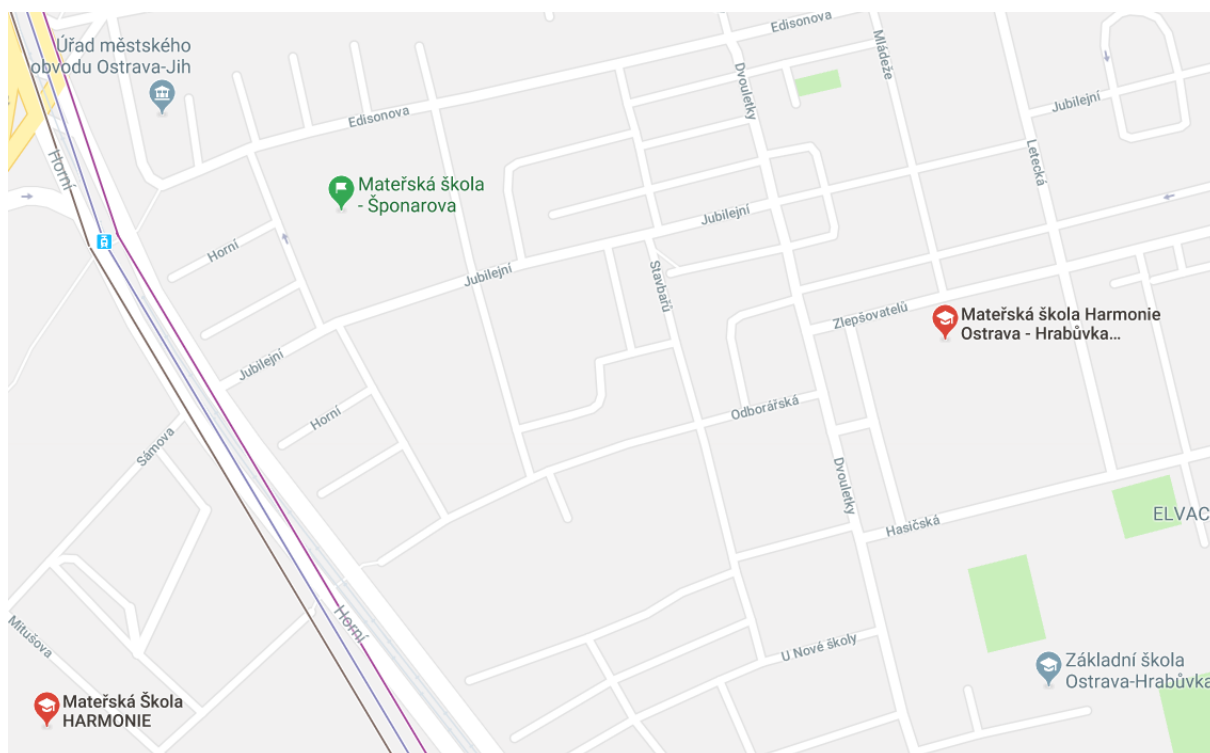 Edisonova
Mládeže
Úřad městského
obvodu Ostrava-Jih
Dvouletky
Jubilejní
Edisonova
Horní
Letecká
Mateřská škola
- Šponarova
Jubilejní
Horní
Jubilejní
Stavbařů
Zlepšovatelů
Mateřská škola Harmonie
Ostrava - Hrabůvka...
Jubilejní
Horní
Odborářská
Sámova
Dvouletky
ELVAC
Hasičská
Horní
Mitušova
U Nové školy
Základní škola
Ostrava-Hrabůvka
Mateřská Škola
HARMONIE